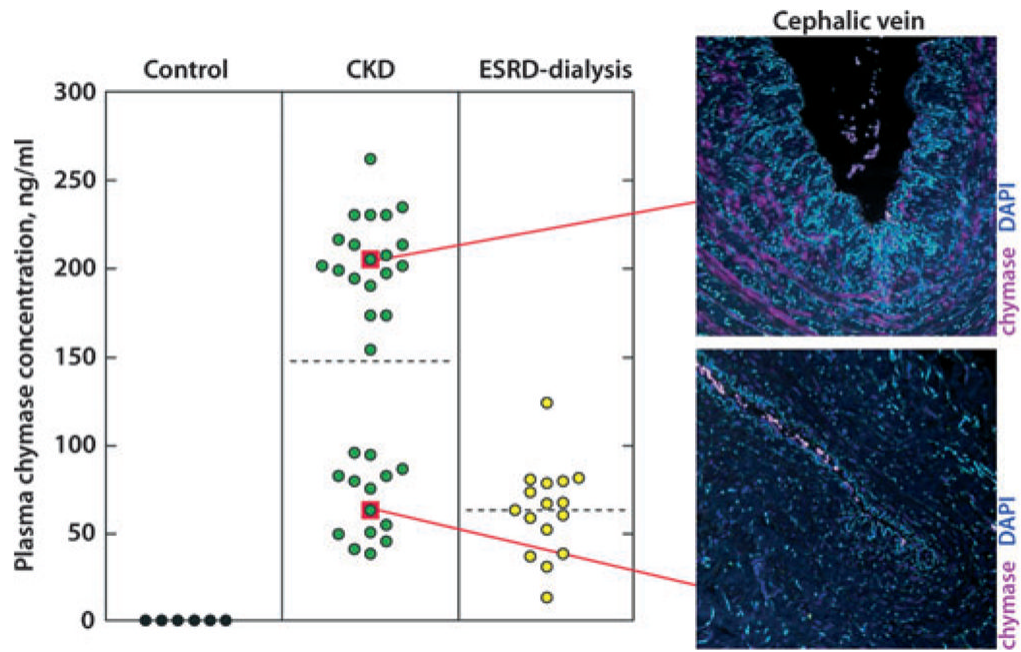 Cephalic vein
Control CKD ESRD-dialysis
300
250
200
150
100
50
0
Plasma chymase concentration, ng/ml
chymase DAPI
chymase DAPI